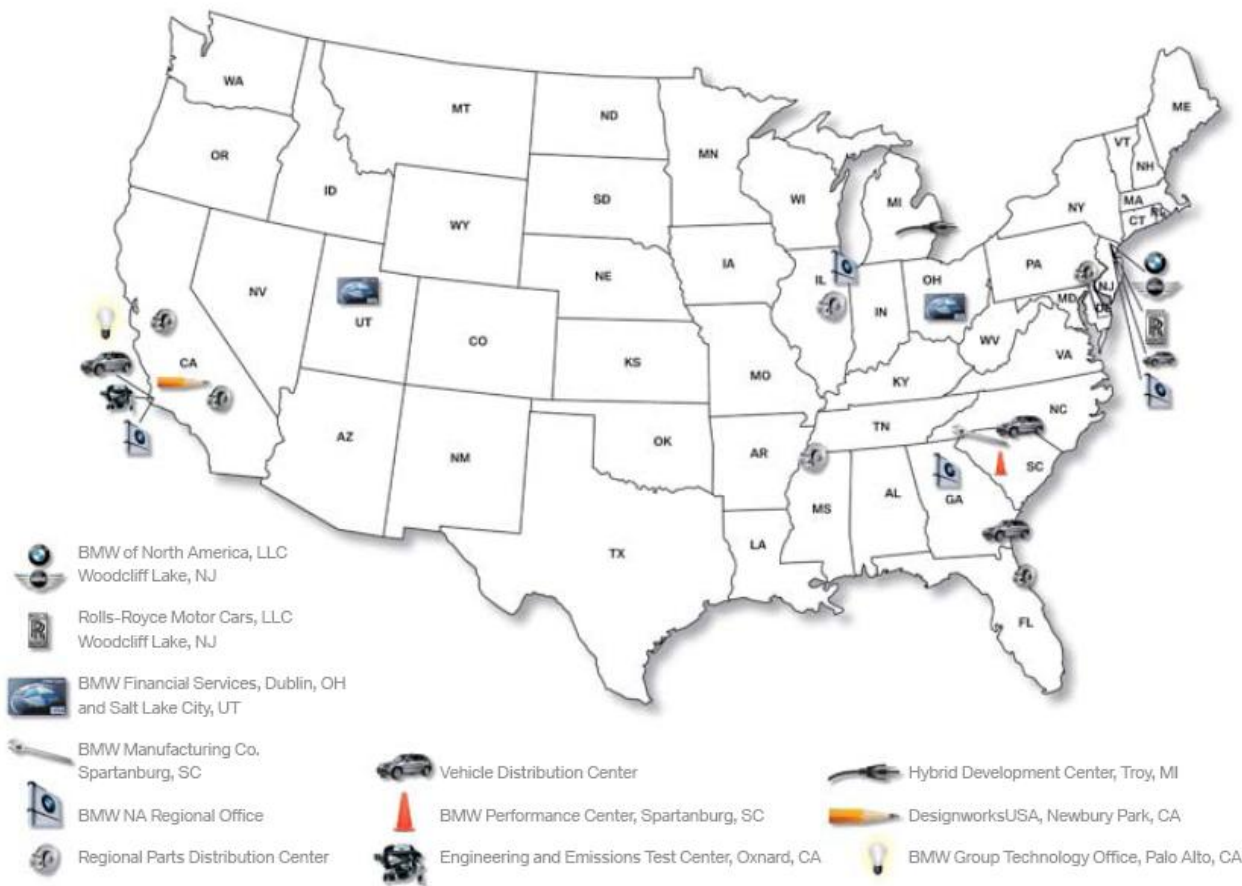 WA
MT
ND
MN
ME
OR
ID
SD
WI
MI
VT
NH
NY
MA
CT
RI
WY
IA
NE
PA
NV
UT
IL
IN
OH
NJ
MD
DE
CO
WV
VA
CA
KS
MO
KY
NC
TN
AZ
NM
OK
AR
SC
MS
AL
GA
TX
LA
FL
BMW of North America, LLC
Woodcliff Lake, NJ
Rolls-Royce Motor Cars, LLC
Woodcliff Lake, NJ
BMW Financial Services, Dublin, OH
and Salt Lake City, UT
BMW Manufacturing Co.
Spartanburg, SC
BMW NA Regional Office
Regional Parts Distribution Center
Vehicle Distribution Center
BMW Performance Center, Spartanburg, SC
Engineering and Emissions Test Center, Oxnard, CA
Hybrid Development Center, Troy, MI
DesignworksUSA, Newbury Park, CA
BMW Group Technology Office, Palo Alto, CA